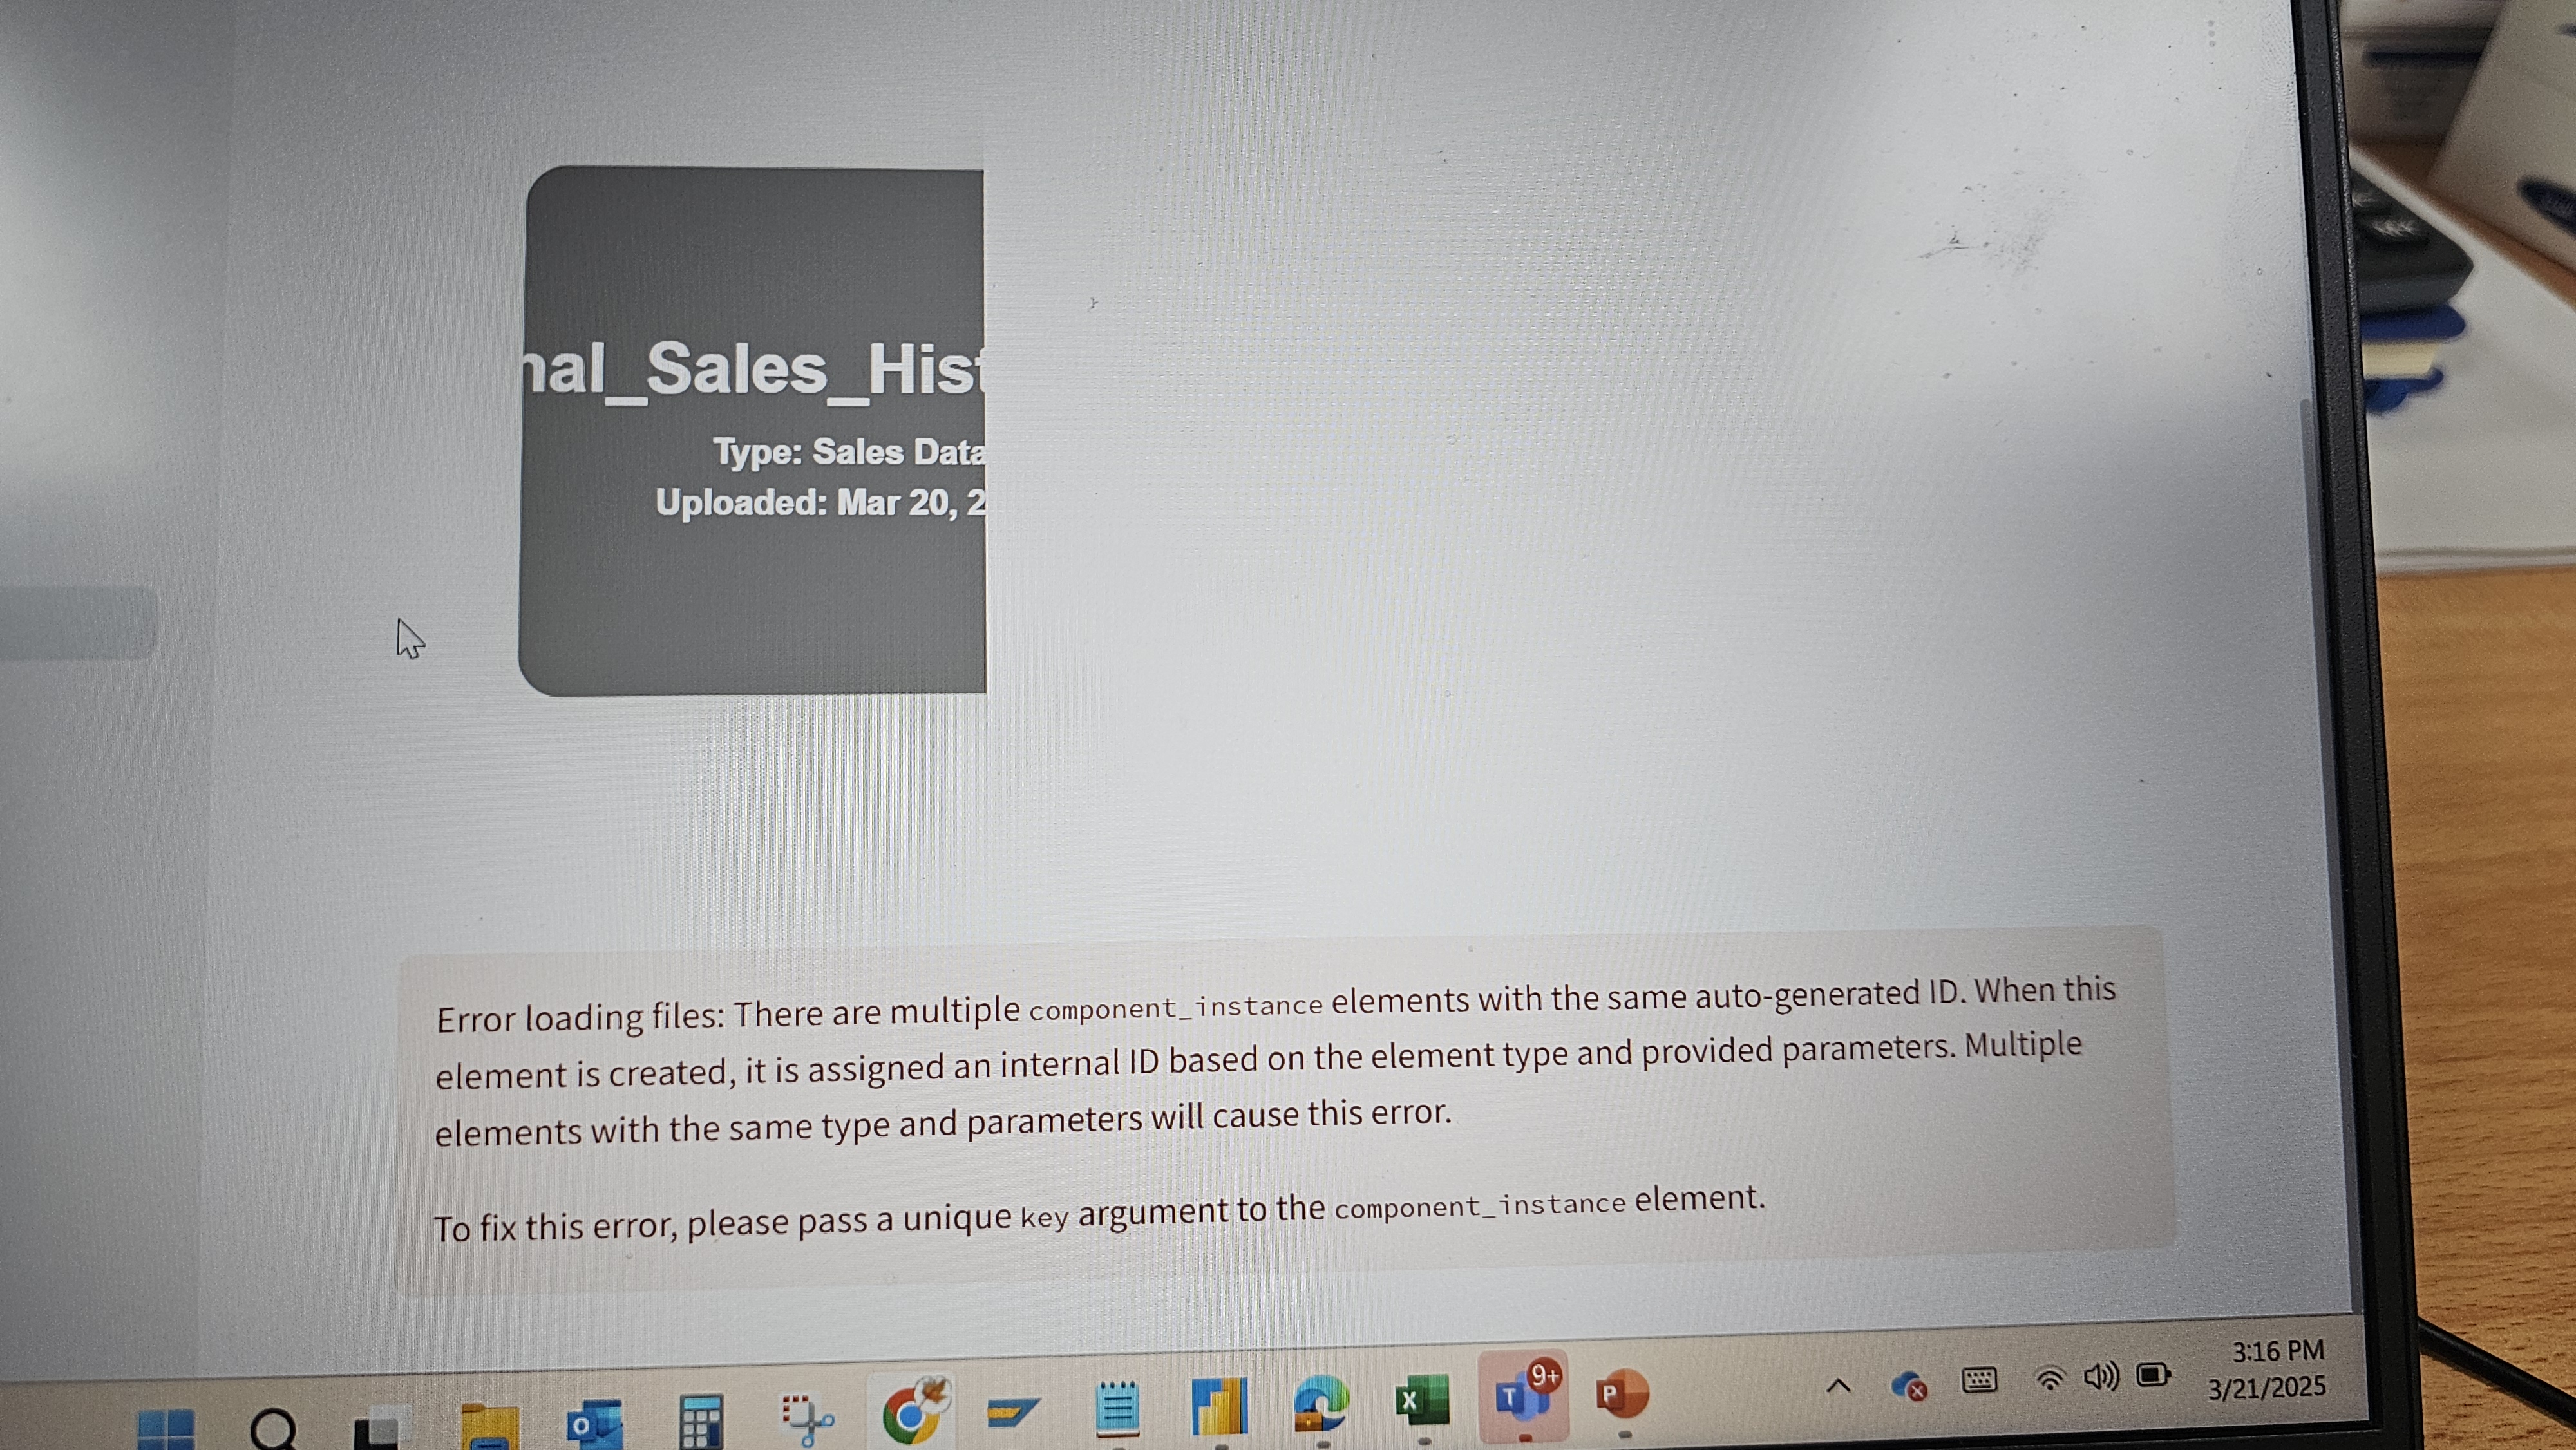 nal_Sales_Hist
Type: Sales Data
Uploaded: Mar 20, 2
Error loading files: There are multiple component_instance elements with the same auto-generated ID. When this
element is created, it is assigned an internal ID based on the element type and provided parameters. Multiple
elements with the same type and parameters will cause this error.
To fix this error, please pass a unique key argument to the component_instance element.
9+
3:16 PM
3/21/2025